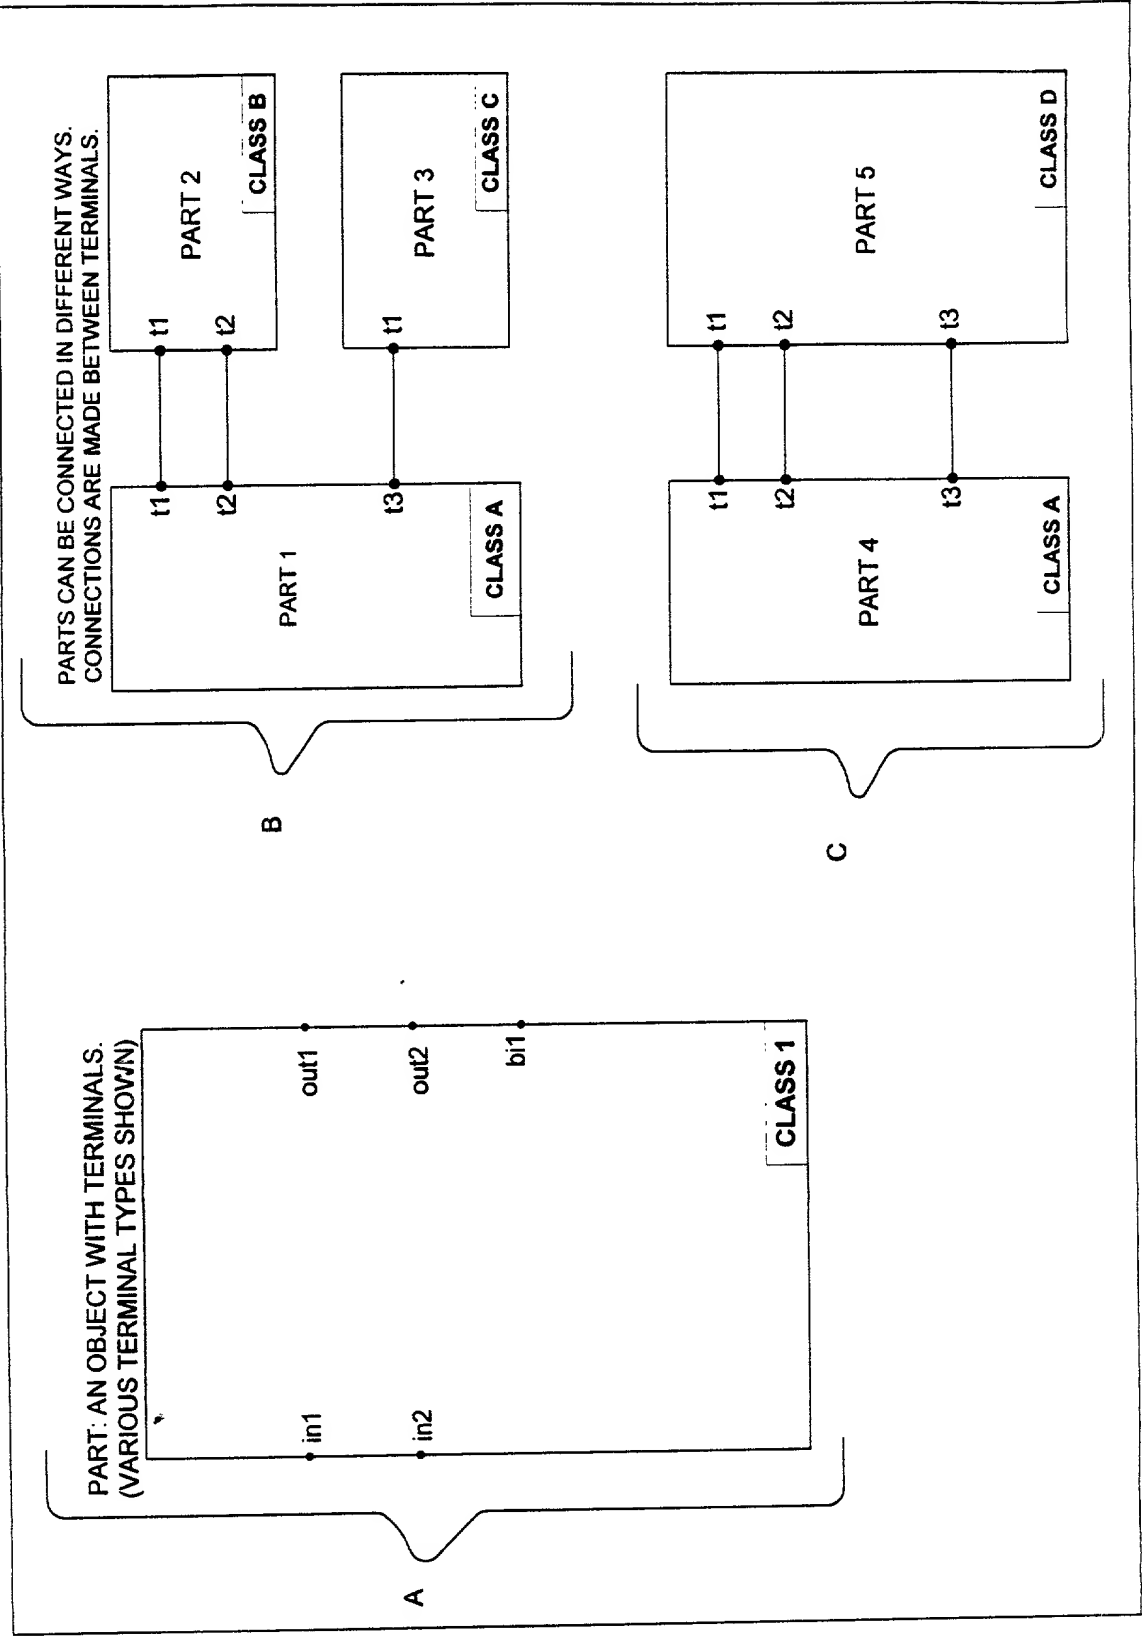 PART: AN OBJECT WITH TERMINALS.
(VARIOUS TERMINAL TYPES SHOWN)
A
in1
in2
out1
out2
bi1
CLASS 1
PARTS CAN BE CONNECTED IN DIFFERENT WAYS.
CONNECTIONS ARE MADE BETWEEN TERMINALS.
B
PART 1
t1
t2
t3
CLASS A
t1
t2
PART 2
CLASS B
t1
PART 3
CLASS C
C
PART 4
t1
t2
t3
CLASS A
t1
t2
t3
PART 5
CLASS D